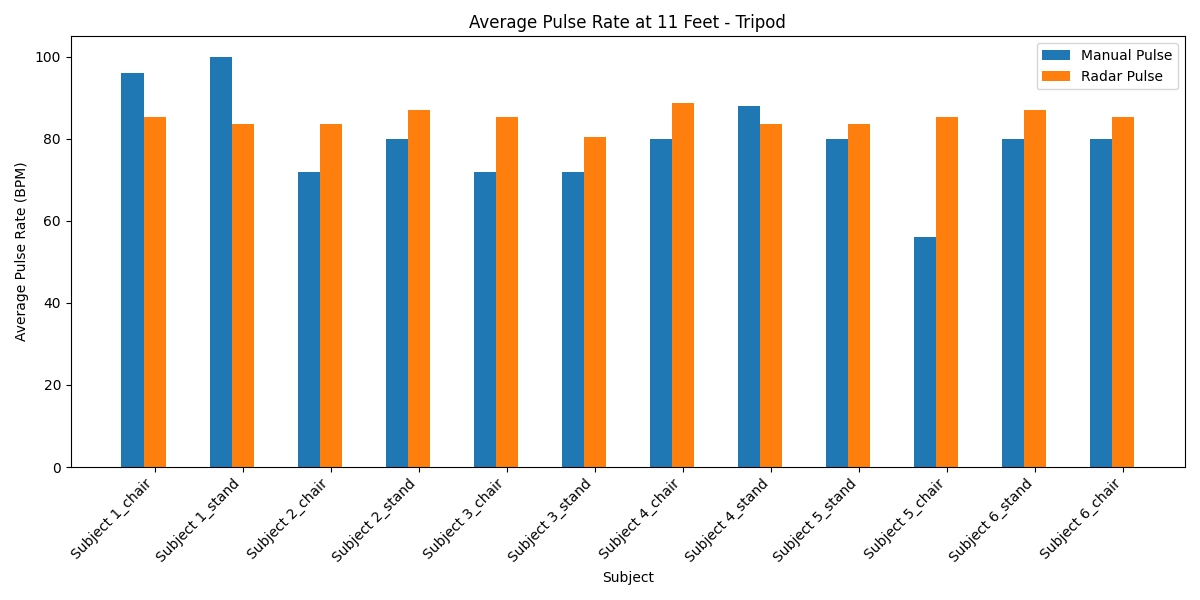 Average Pulse Rate at 11 Feet - Tripod
Manual Pulse
Radar Pulse
Average Pulse Rate (BPM)
100
80
60
40
20
0
Subject 1_chair
Subject 1_stand
Subject 2_chair
Subject 2_stand
Subject 3_chair
Subject 3_stand
Subject 4_chair
Subject 4_stand
Subject 5_stand
Subject 5_chair
Subject 6_stand
Subject 6_chair
Subject